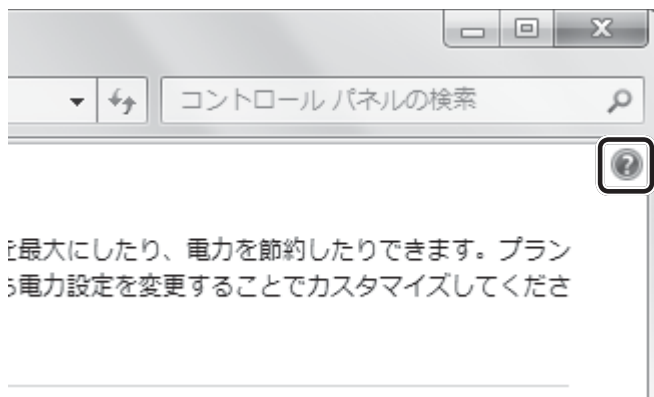 コントロール パネルの検索
を最大にしたり、電力を節約したりできます。プラン
ら電力設定を変更することでカスタマイズしてくださ